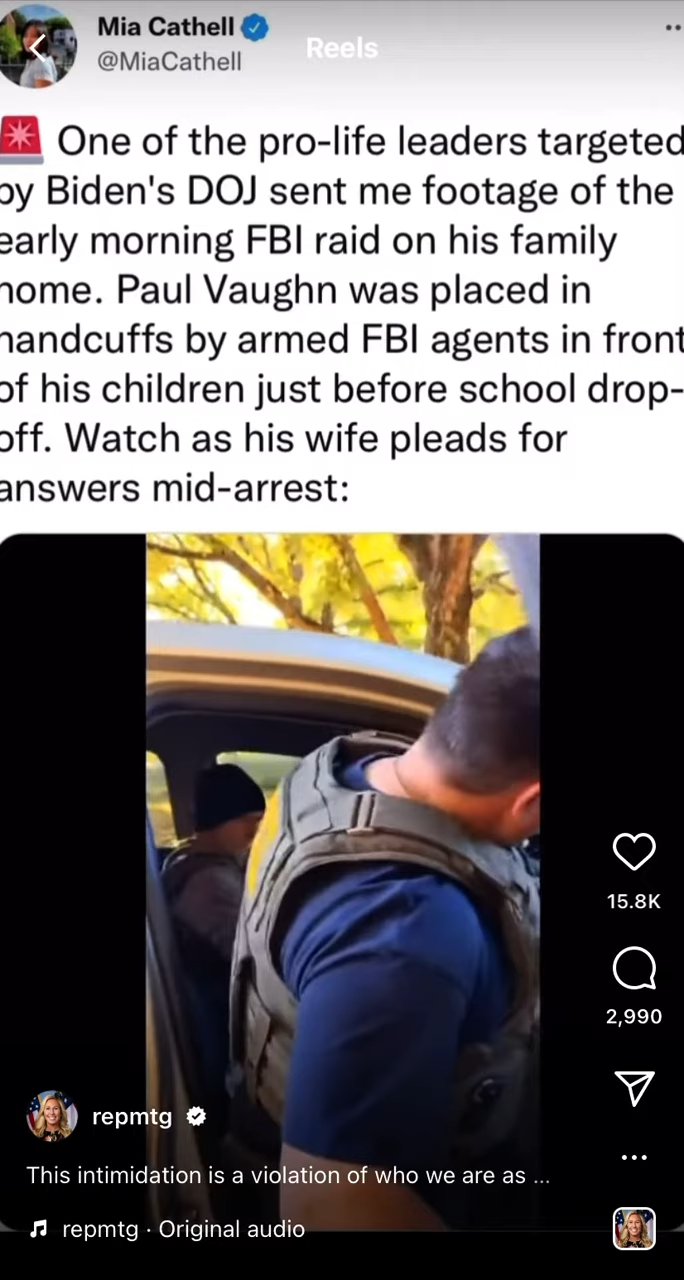 Mia Cathell
@MiaCathell
Reels
One of the pro-life leaders targeted
by Biden's DOJ sent me footage of the
early morning FBI raid on his family
home. Paul Vaughn was placed in
handcuffs by armed FBI agents in front
of his children just before school drop-
off. Watch as his wife pleads for
answers mid-arrest:
15.8K
2,990
repmtg
This intimidation is a violation of who we are as ...
repmtg · Original audio